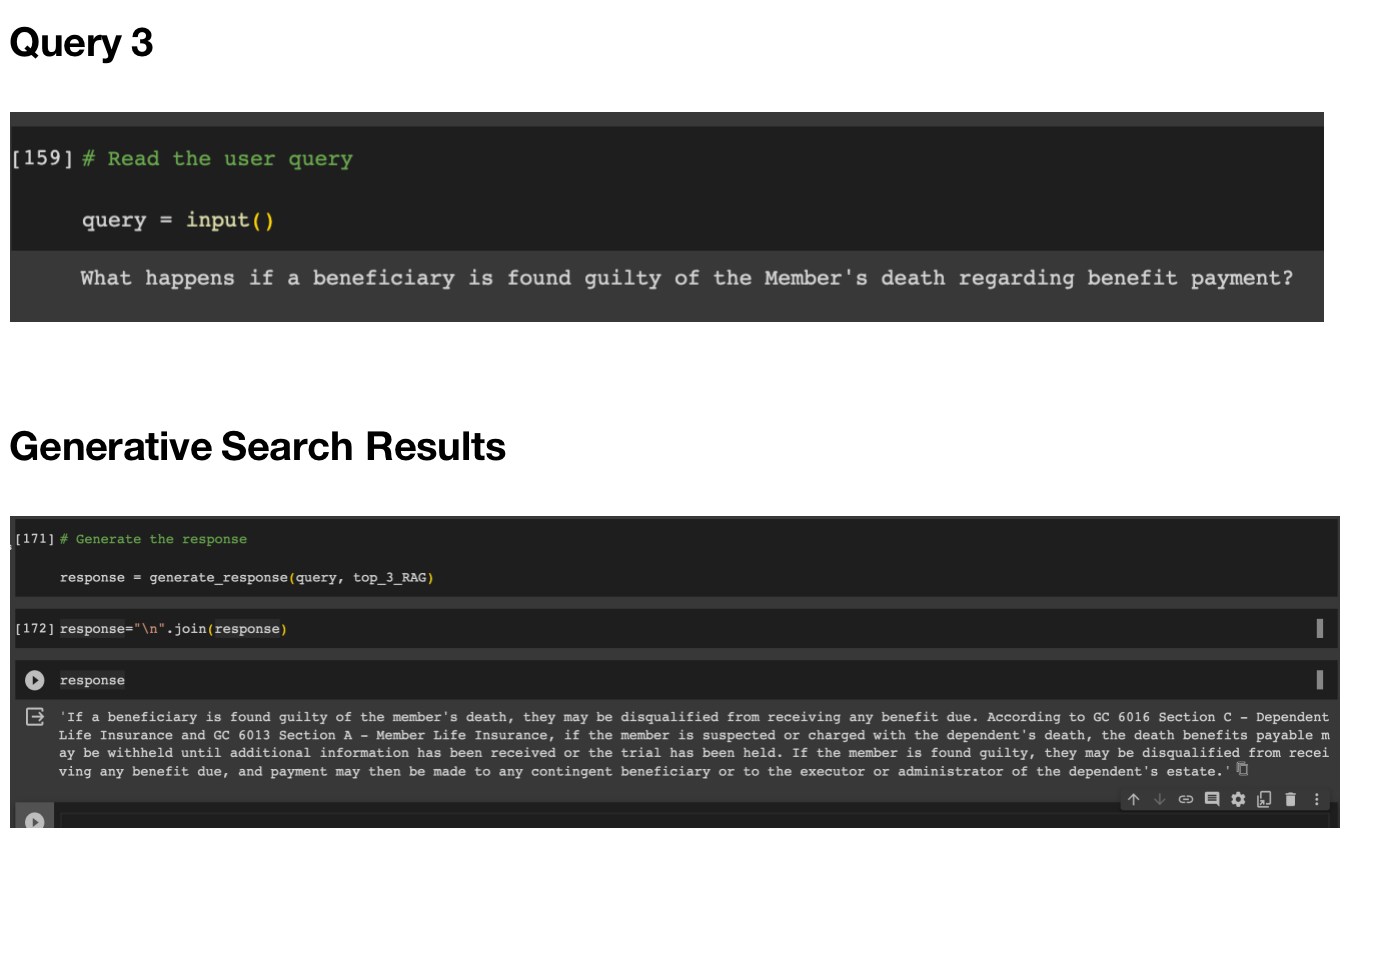 Query 3
[159] # Read the user query
query = input()
What happens if a beneficiary is found guilty of the Member's death regarding benefit payment?
Generative Search Results
[171] # Generate the response
response = generate_response(query, top_3_RAG)
[172] response="\n".join(response)
response
'If a beneficiary is found guilty of the member's death, they may be disqualified from receiving any benefit due. According to GC 6016 Section C – Dependent
Life Insurance and GC 6013 Section A – Member Life Insurance, if the member is suspected or charged with the dependent's death, the death benefits payable m
ay be withheld until additional information has been received or the trial has been held. If the member is found guilty, they may be disqualified from recei
ving any benefit due, and payment may then be made to any contingent beneficiary or to the executor or administrator of the dependent's estate.'